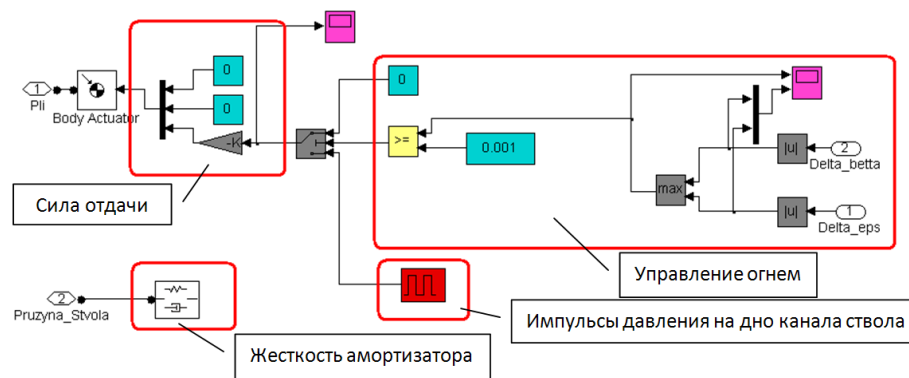 0
0
-K
1
Pli
Body Actuator
0
>=
0.001
|u|
2
Delta_betta
max
|u|
1
Delta_eps
Сила отдачи
Управление огнем
2
Pruzyna_Stvola
Импульсы давления на дно канала ствола
Жесткость амортизатора